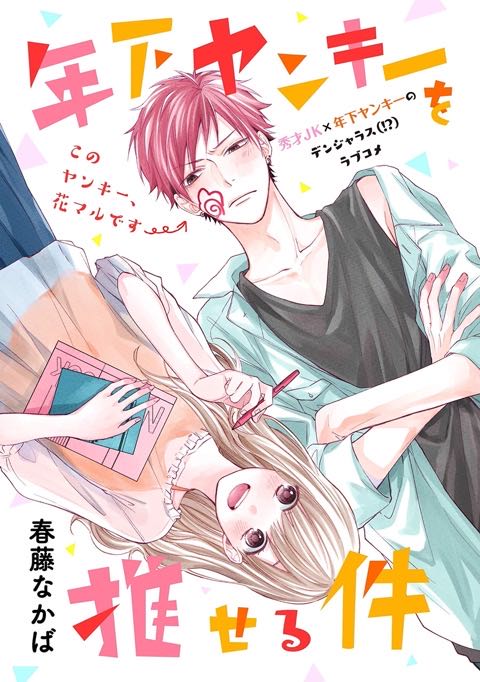 年下ヤンキーを
秀才JK×年下ヤンキーの
デンジャラス(!?)
ラブコメ
この
ヤンキー、
花マルです
推せる件
春藤なかば